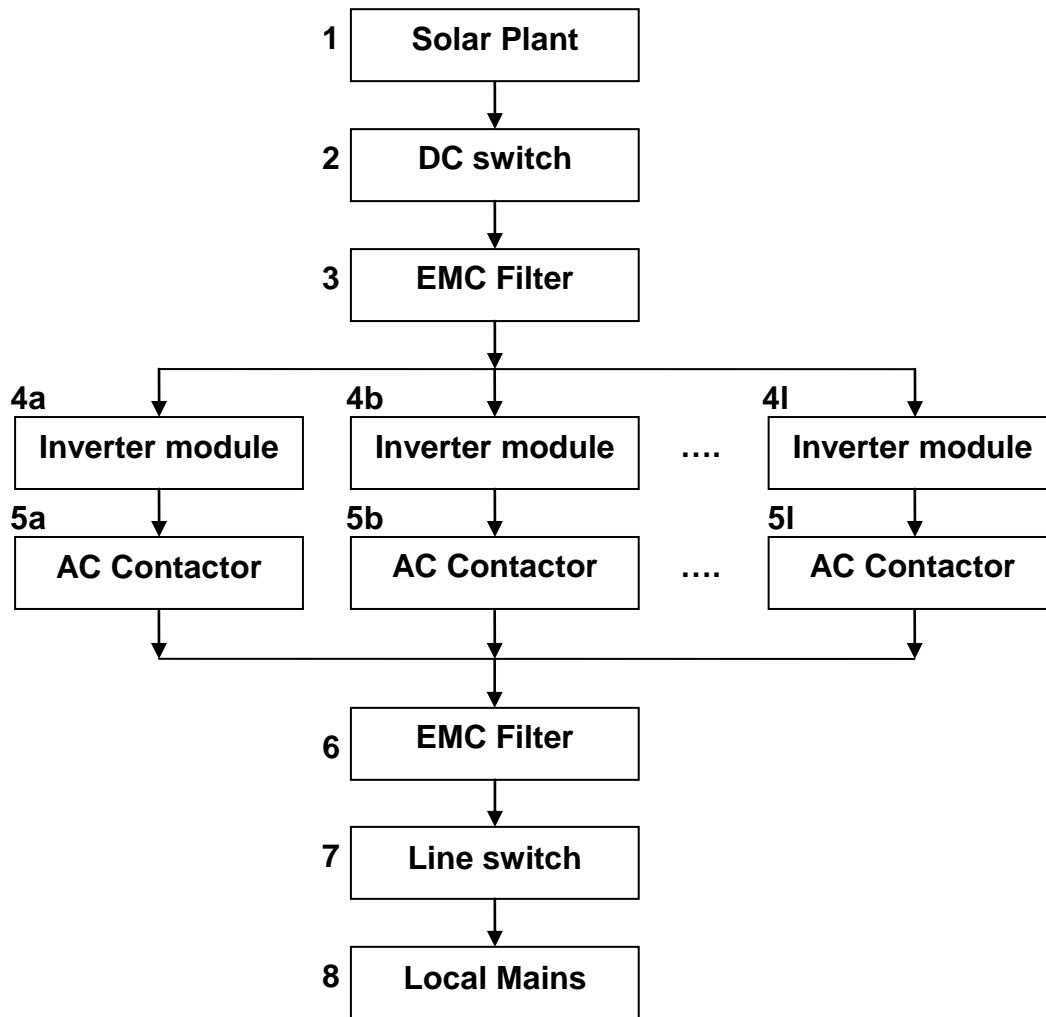 1 Solar Plant
2 DC switch
3 EMC Filter
4a 4b 4l
Inverter module Inverter module .... Inverter module
5a 5b 5l
AC Contactor AC Contactor .... AC Contactor
6 EMC Filter
7 Line switch
8 Local Mains